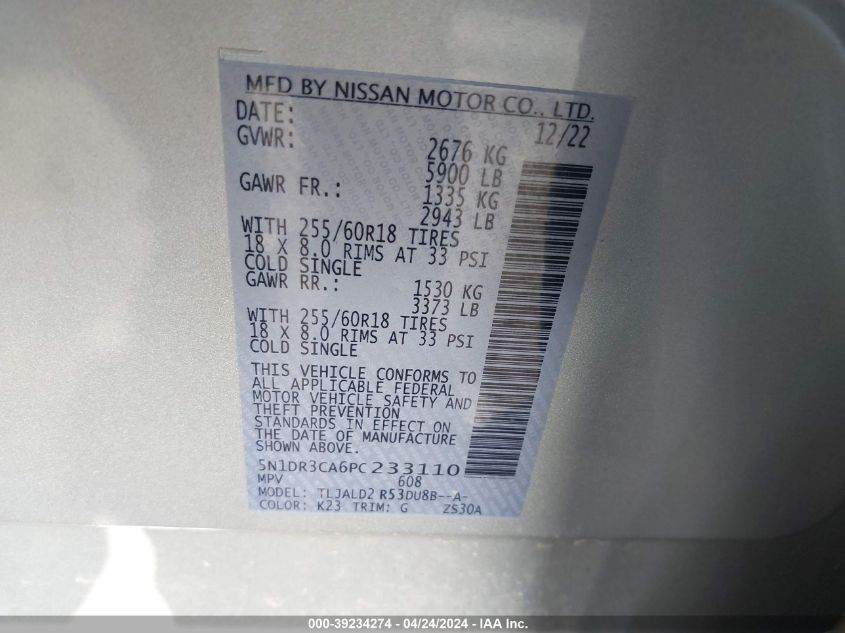 MFD BY NISSAN MOTOR CO., LTD.
DATE: 12/22
GVWR: 2676 KG
5900 LB
GAWR FR.: 1335 KG
2943 LB
WITH 255/60R18 TIRES
18 X 8.0 RIMS AT 33 PSI
COLD SINGLE
GAWR RR.: 1530 KG
3373 LB
WITH 255/60R18 TIRES
18 X 8.0 RIMS AT 33 PSI
COLD SINGLE
THIS VEHICLE CONFORMS TO
ALL APPLICABLE FEDERAL
MOTOR VEHICLE SAFETY AND
THEFT PREVENTION
STANDARDS IN EFFECT ON
THE DATE OF MANUFACTURE
SHOWN ABOVE.
5N1DR3CA6PC233110
MPV 608
MODEL: TLJALD2 R53DU8B--A-
COLOR: K23 TRIM: G ZS30A
000-39234274 - 04/24/2024 - IAA Inc.